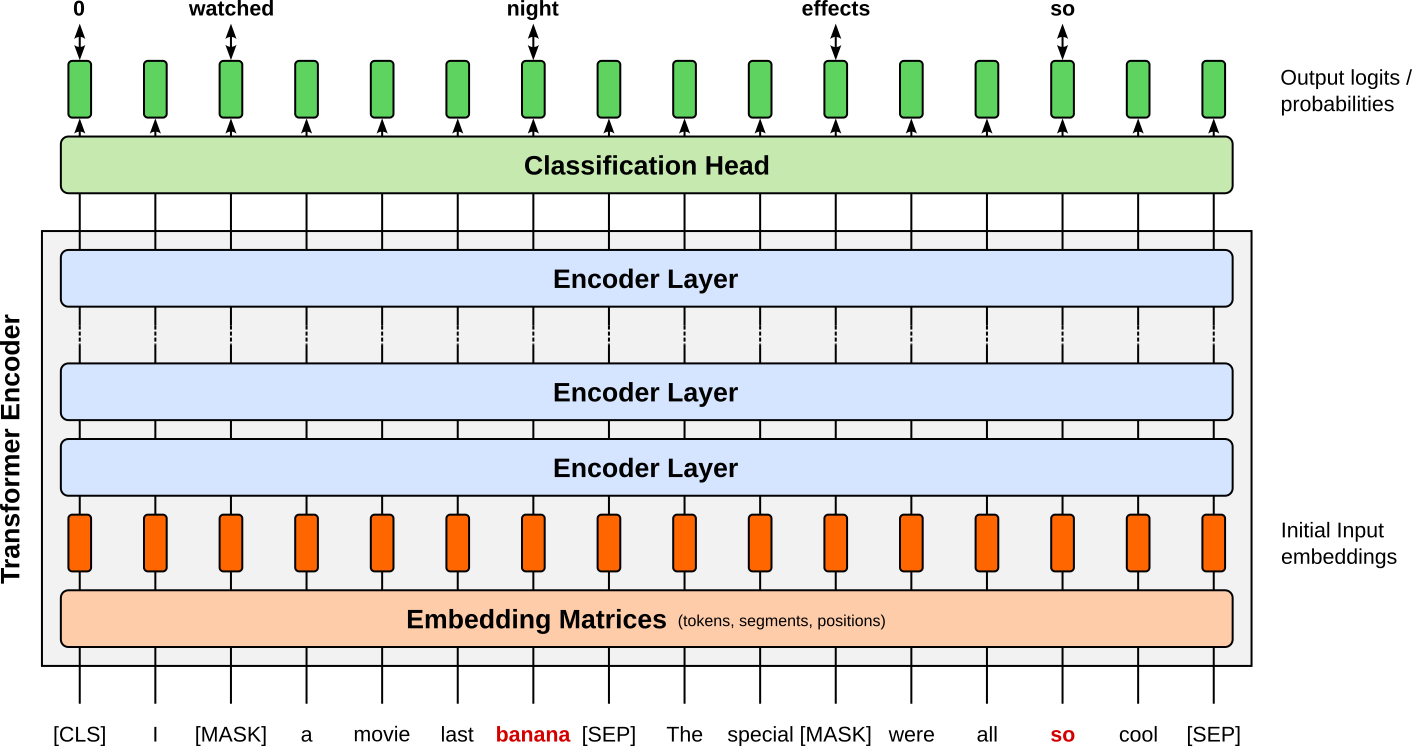 0 watched night effects so
Output logits /
probabilities
Classification Head
Transformer Encoder
Encoder Layer
Encoder Layer
Encoder Layer
Initial Input
embeddings
Embedding Matrices (tokens, segments, positions)
[CLS] I [MASK] a movie last banana [SEP] The special [MASK] were all so cool [SEP]